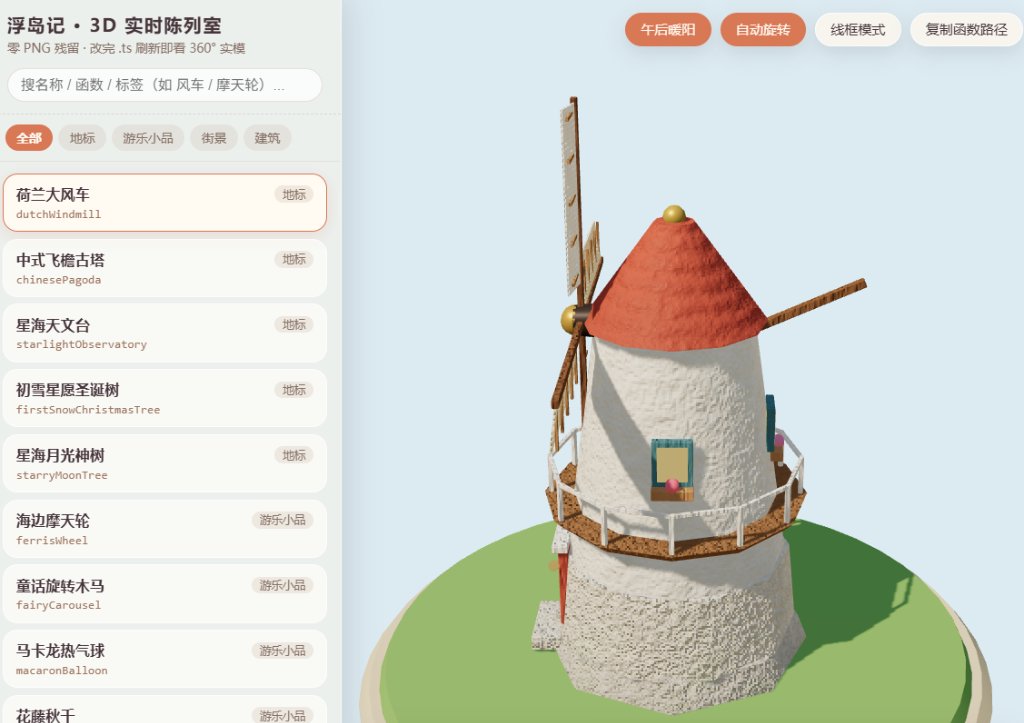 浮岛记 · 3D 实时陈列室
零 PNG 残留 · 改完 .ts 刷新即看 360° 实模
搜名称 / 函数 / 标签（如 风车 / 摩天轮）...
全部 地标 游乐小品 街景 建筑
午后暖阳 自动旋转 线框模式 复制函数路径
荷兰大风车 地标
dutchWindmill
中式飞檐古塔 地标
chinesePagoda
星海天文台 地标
starlightObservatory
初雪星愿圣诞树 地标
firstSnowChristmasTree
星海月光神树 地标
starryMoonTree
海边摩天轮 游乐小品
ferrisWheel
童话旋转木马 游乐小品
fairyCarousel
马卡龙热气球 游乐小品
macaronBalloon
花藤秋千 游乐小品